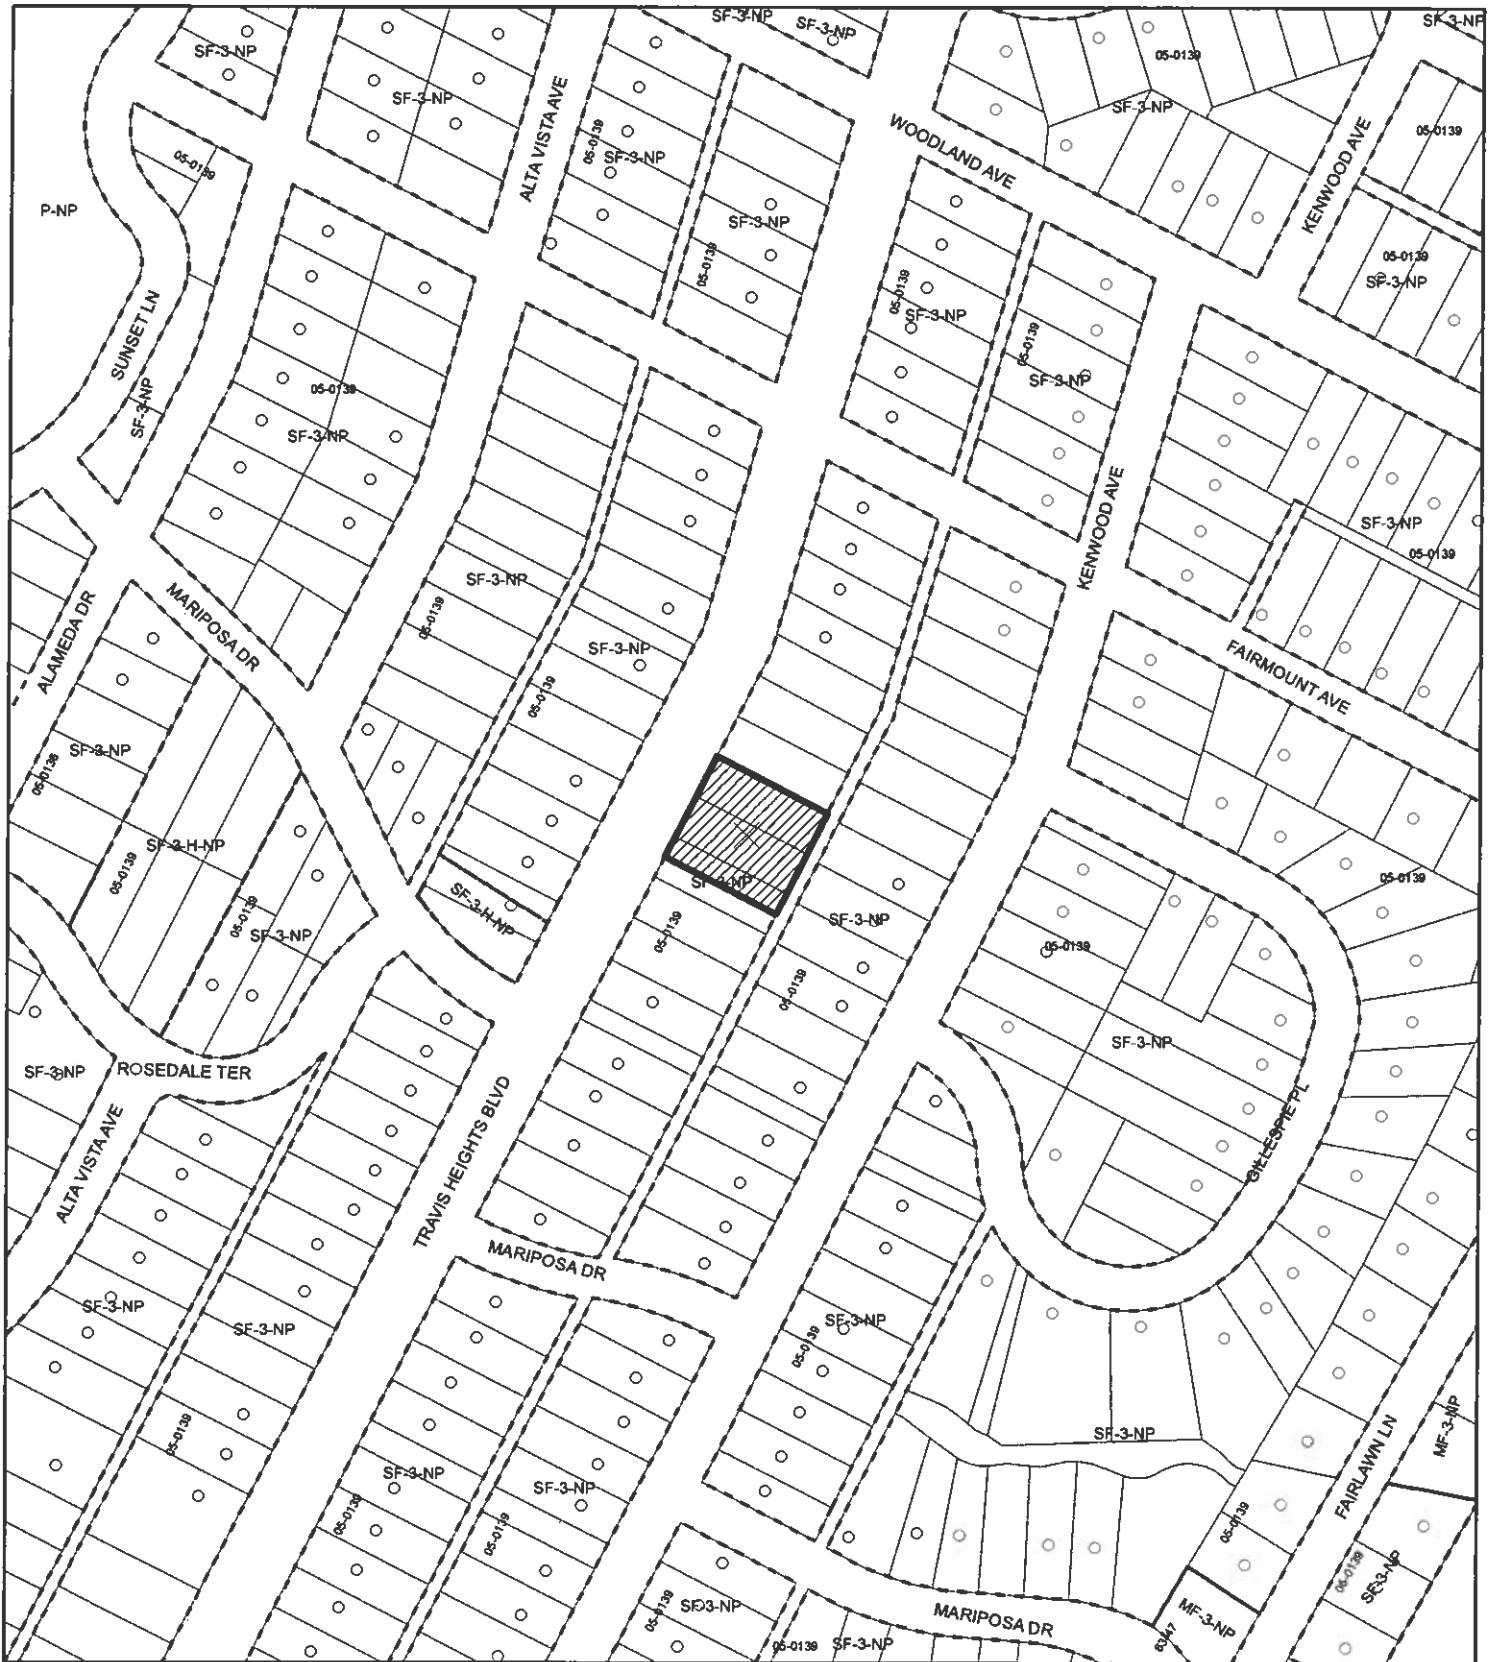 SF-3-NP
SF-3-NP
SF-3-NP
SF-3-NP
05-0139
SF-3-NP
ALTA VISTA AVE
05-0139
SF-3-NP
05-0139
SF-3-NP
WOODLAND AVE
KENWOOD AVE
05-0139
05-0139
P-NP
SF-3-NP
05-0139
05-0139
SF-3-NP
05-0139
SF-3-NP
05-0139
SF-3-NP
SUNSET LN
SF-3-NP
05-0139
SF-3-NP
KENWOOD AVE
SF-3-NP
05-0139
SF-3-NP
05-0139
MARIPOSA DR
ALAMEDA DR
SF-3-NP
05-0139
FAIRMOUNT AVE
SF-3-NP
SF-3-H-NP
05-0139
05-0139
SF-3-NP
SF-3-H-NP
SF-3-NP
05-0139
SF-3-NP
05-0139
05-0139
05-0139
SF-3-NP
SF-3-NP
ROSEDALE TER
ALTA VISTA AVE
TRAVIS HEIGHTS BLVD
GILLESPIE PL
MARIPOSA DR
SF-3-NP
SF-3-NP
SF-3-NP
05-0139
05-0139
SF-3-NP
05-0139
SF-3-NP
05-0139
SF-3-NP
MF-3-NP
FAIRLAWN LN
05-0139
05-0139
SF-3-NP
SF-3-NP
05-0139
MARIPOSA DR
MF-3-NP
05-0139
SF-3-NP